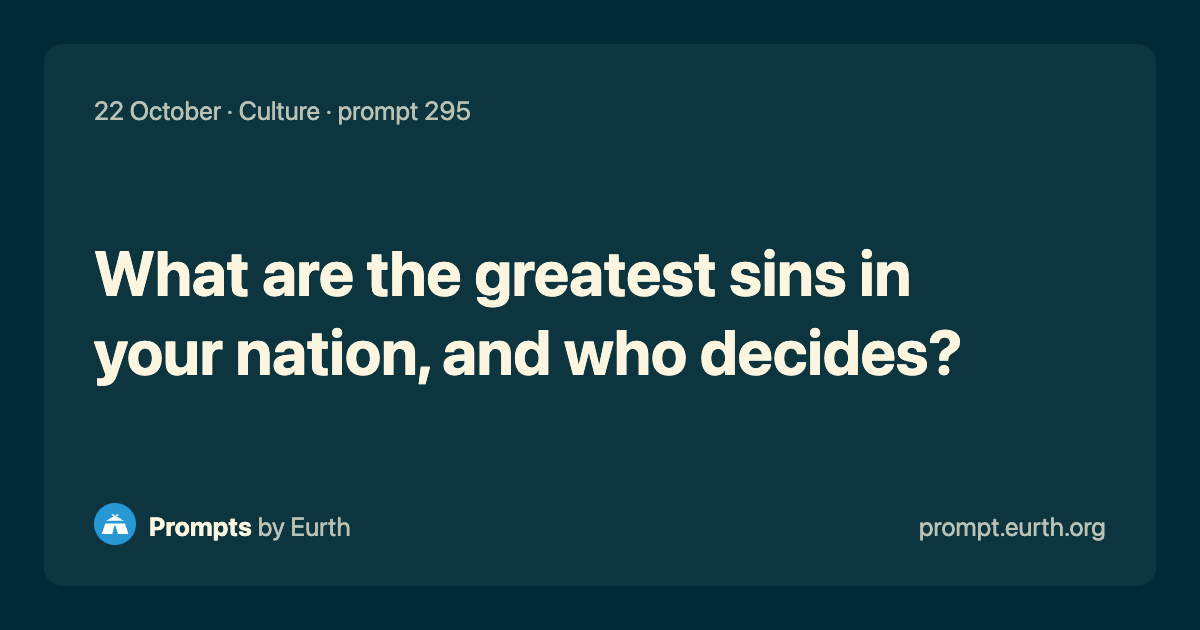 22 October · Culture · prompt 295
What are the greatest sins in
your nation, and who decides?
Prompts by Eurth
prompt.eurth.org